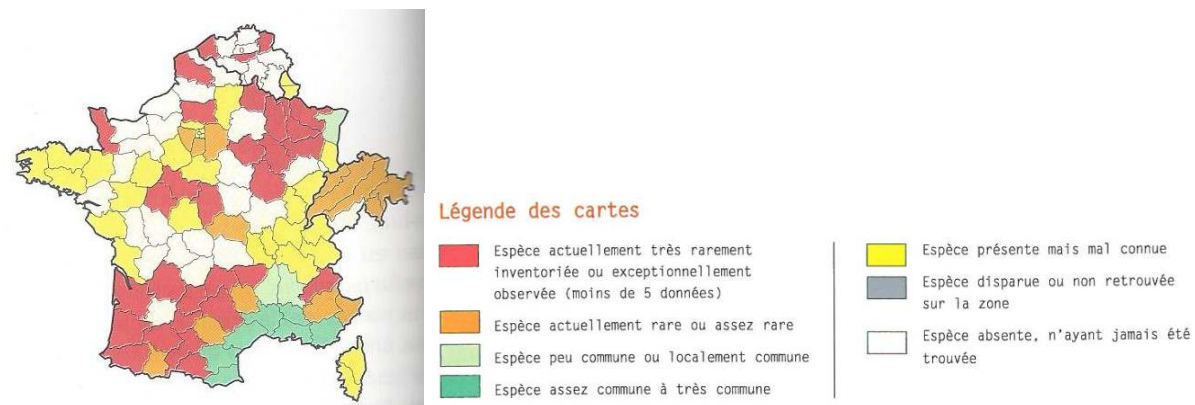 Légende des cartes
Espèce actuellement très rarement
inventoriée ou exceptionnellement
observée (moins de 5 données)
Espèce actuellement rare ou assez rare
Espèce peu commune ou localement commune
Espèce assez commune à très commune
Espèce présente mais mal connue
Espèce disparue ou non retrouvée
sur la zone
Espèce absente, n'ayant jamais été
trouvée